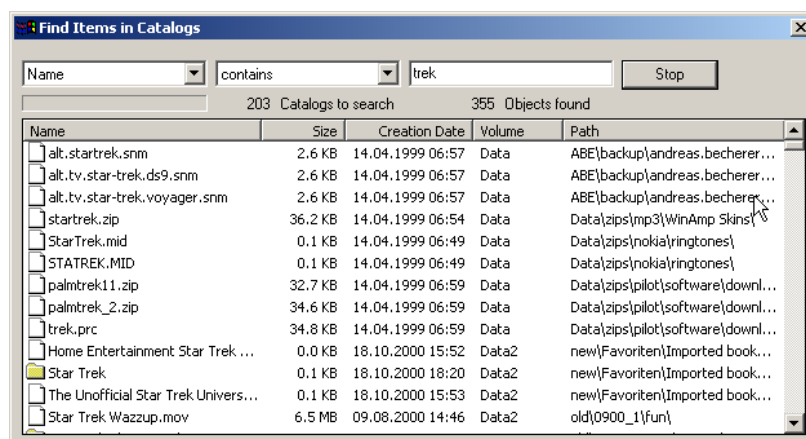 Find Items in Catalogs
Name contains trek Stop
203 Catalogs to search 355 Objects found
Name Size Creation Date Volume Path
alt.startrek.snm 2.6 KB 14.04.1999 06:57 Data ABE\backup\andreas.becherer...
alt.tv.star-trek.ds9.snm 2.6 KB 14.04.1999 06:57 Data ABE\backup\andreas.becherer...
alt.tv.star-trek.voyager.snm 2.6 KB 14.04.1999 06:57 Data ABE\backup\andreas.becherer...
startrek.zip 36.2 KB 14.04.1999 06:54 Data Data\zips\mp3\WinAmp Skins\
StarTrek.mid 0.1 KB 14.04.1999 06:49 Data Data\zips\nokia\ringtones\
STATREK.MID 0.1 KB 14.04.1999 06:49 Data Data\zips\nokia\ringtones\
palmtrek11.zip 32.7 KB 14.04.1999 06:59 Data Data\zips\pilot\software\downl...
palmtrek_2.zip 34.6 KB 14.04.1999 06:59 Data Data\zips\pilot\software\downl...
trek.prc 34.8 KB 14.04.1999 06:59 Data Data\zips\pilot\software\downl...
Home Entertainment Star Trek ... 0.0 KB 18.10.2000 15:52 Data2 new\Favoriten\Imported book...
Star Trek 0.1 KB 18.10.2000 18:20 Data2 new\Favoriten\Imported book...
The Unofficial Star Trek Univers... 0.1 KB 18.10.2000 15:53 Data2 new\Favoriten\Imported book...
Star Trek Wazzup.mov 6.5 MB 09.08.2000 14:46 Data2 old\0900_1\fun\